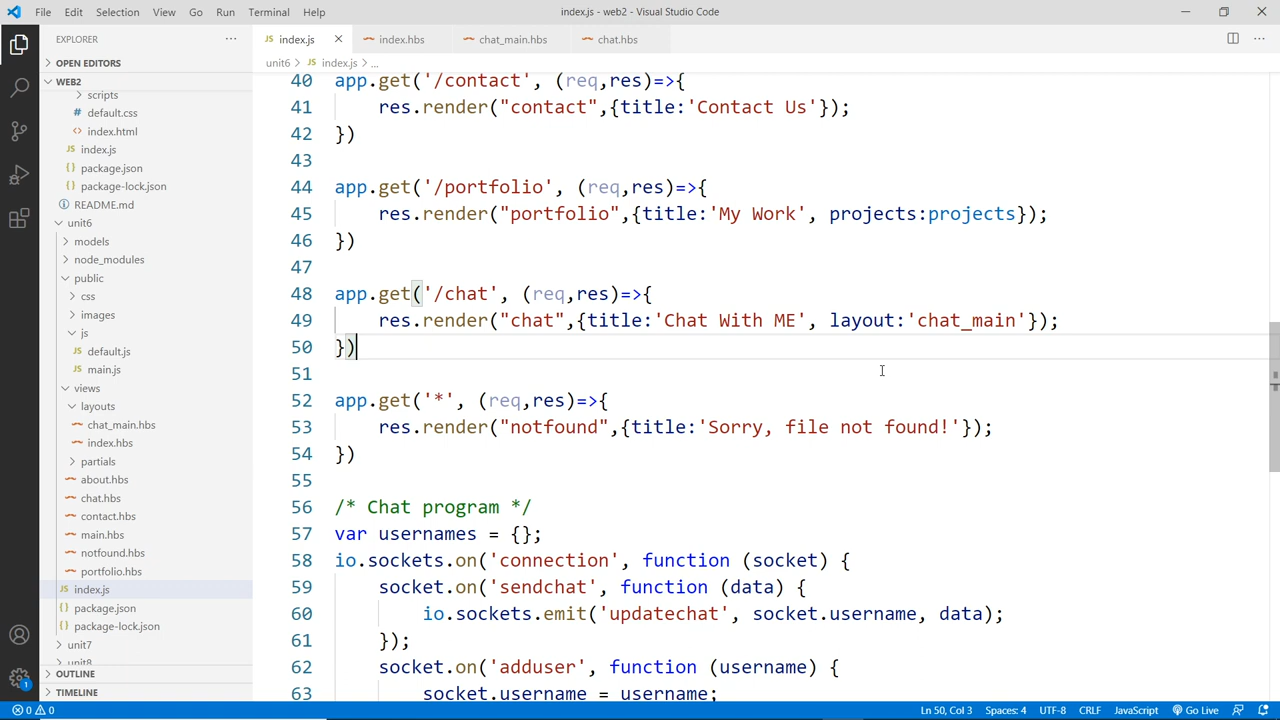 File Edit Selection View Go Run Terminal Help index.js - web2 - Visual Studio Code
EXPLORER ···
OPEN EDITORS
WEB2
scripts
# default.css
<> index.html
JS index.js
{} package.json
{} package-lock.json
README.md
unit6
models
node_modules
public
css
images
js
JS default.js
JS main.js
views
layouts
chat_main.hbs
index.hbs
partials
about.hbs
chat.hbs
contact.hbs
main.hbs
notfound.hbs
portfolio.hbs
JS index.js
{} package.json
{} package-lock.json
unit7
unit8
OUTLINE
TIMELINE
JS index.js index.hbs chat_main.hbs chat.hbs
unit6 > JS index.js > ...
40 app.get('/contact', (req,res)=>{
41 res.render("contact",{title:'Contact Us'});
42 })
43
44 app.get('/portfolio', (req,res)=>{
45 res.render("portfolio",{title:'My Work', projects:projects});
46 })
47
48 app.get('/chat', (req,res)=>{
49 res.render("chat",{title:'Chat With ME', layout:'chat_main'});
50 })
51
52 app.get('*', (req,res)=>{
53 res.render("notfound",{title:'Sorry, file not found!'});
54 })
55
56 /* Chat program */
57 var usernames = {};
58 io.sockets.on('connection', function (socket) {
59 socket.on('sendchat', function (data) {
60 io.sockets.emit('updatechat', socket.username, data);
61 });
62 socket.on('adduser', function (username) {
63 socket.username = username;
1
0 0 Ln 50, Col 3 Spaces: 4 UTF-8 CRLF JavaScript Go Live